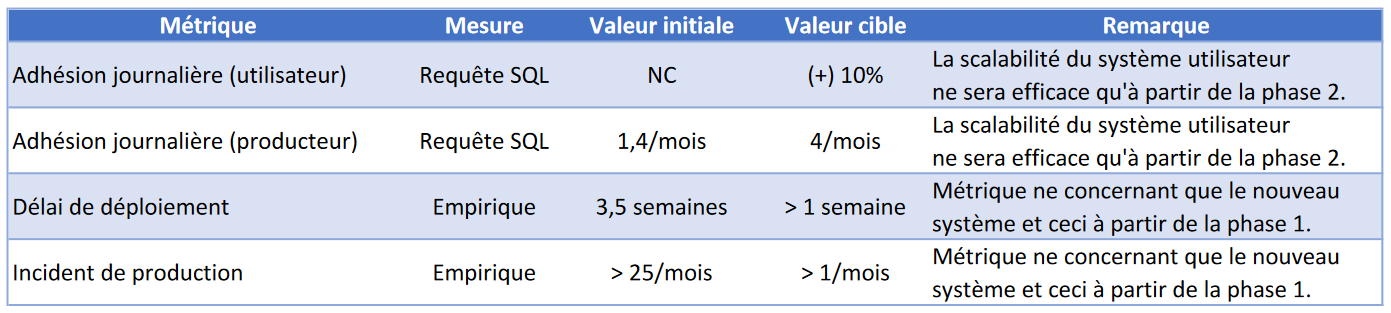 Métrique Mesure Valeur initiale Valeur cible Remarque
Adhésion journalière (utilisateur) Requête SQL NC (+) 10% La scalabilité du système utilisateur
ne sera efficace qu'à partir de la phase 2.
Adhésion journalière (producteur) Requête SQL 1,4/mois 4/mois La scalabilité du système utilisateur
ne sera efficace qu'à partir de la phase 2.
Délai de déploiement Empirique 3,5 semaines > 1 semaine Métrique ne concernant que le nouveau
système et ceci à partir de la phase 1.
Incident de production Empirique > 25/mois > 1/mois Métrique ne concernant que le nouveau
système et ceci à partir de la phase 1.